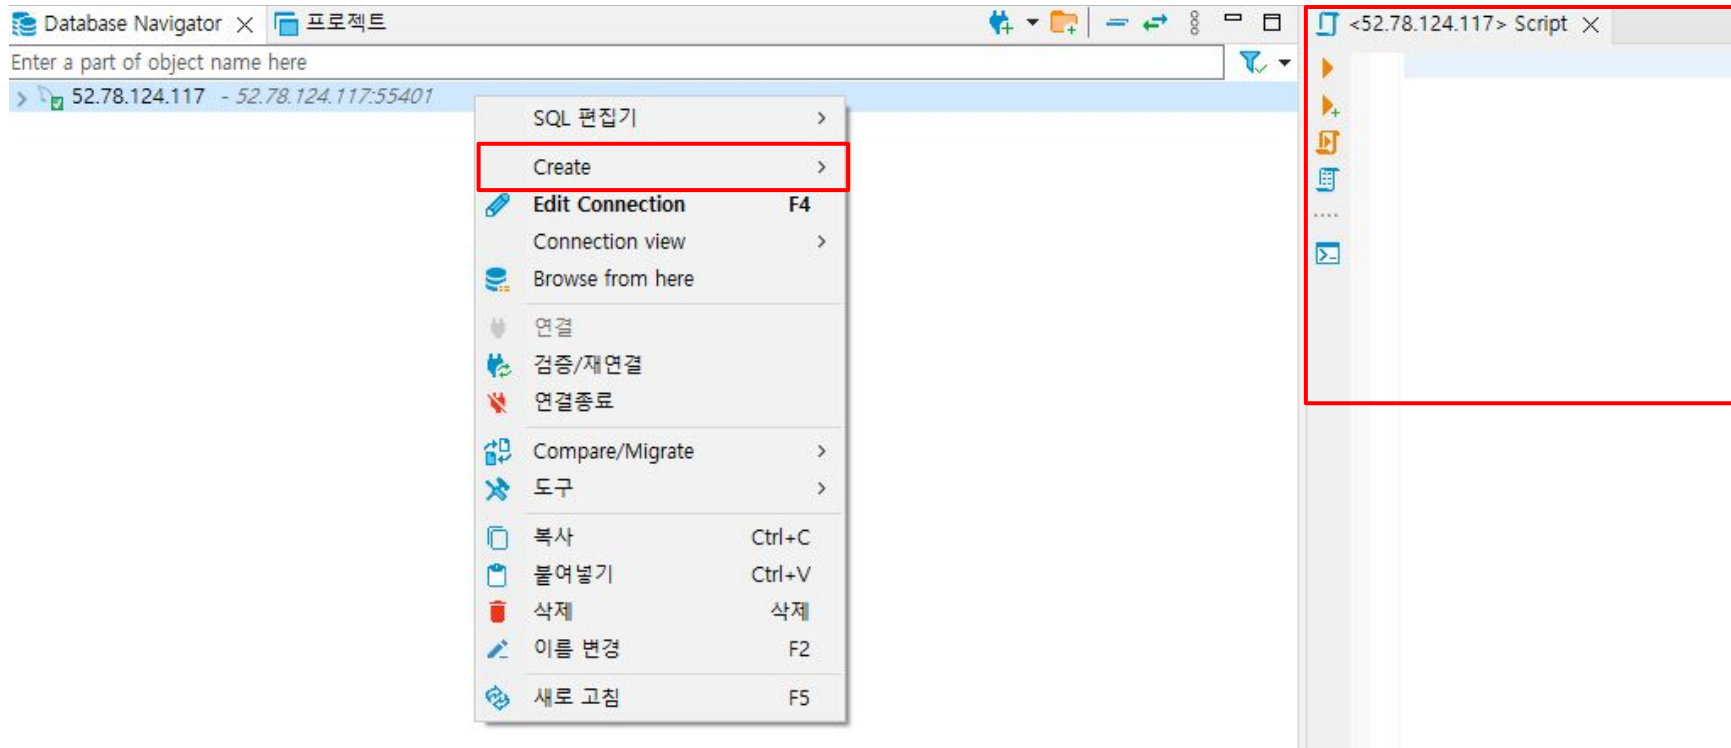 Database Navigator
프로젝트
<52.78.124.117> Script
Enter a part of object name here
52.78.124.117 - 52.78.124.117:55401
SQL 편집기
Create
Edit Connection F4
Connection view
Browse from here
연결
검증/재연결
연결종료
Compare/Migrate
도구
복사 Ctrl+C
붙여넣기 Ctrl+V
삭제 삭제
이름 변경 F2
새로 고침 F5